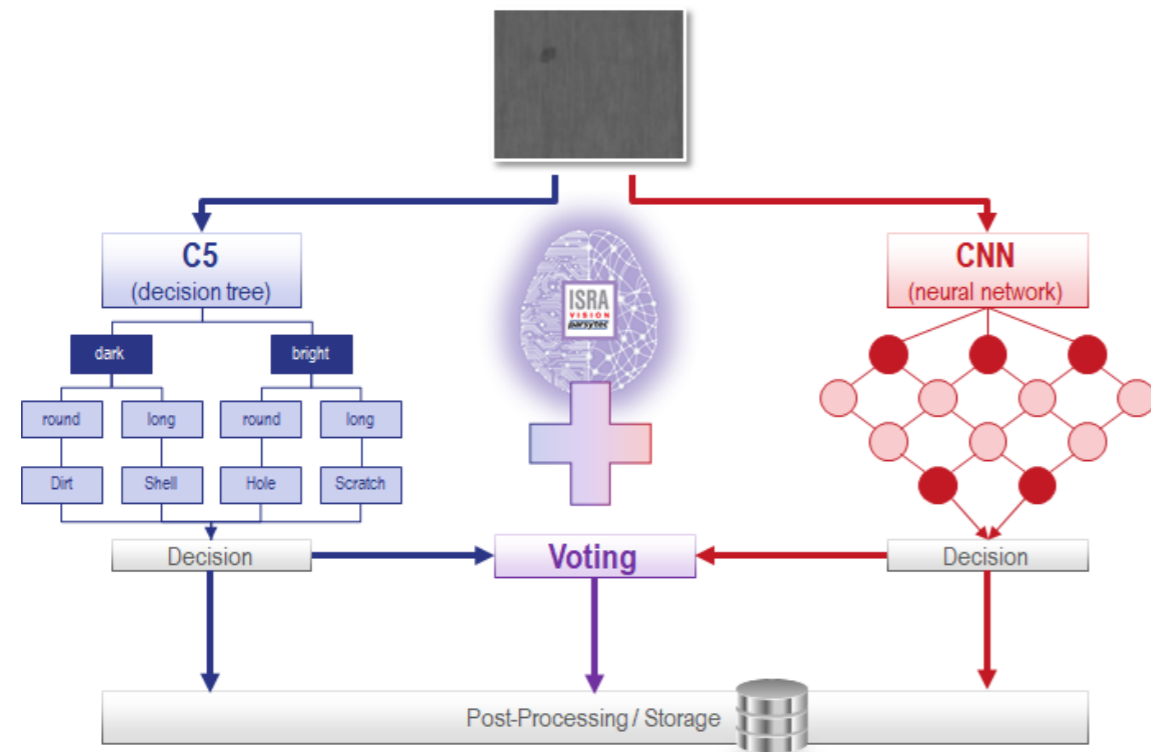 C5
(decision tree)
CNN
(neural network)
ISRA
VISION
parsytec
dark
bright
round
long
round
long
Dirt
Shell
Hole
Scratch
Decision
Voting
Decision
Post-Processing / Storage